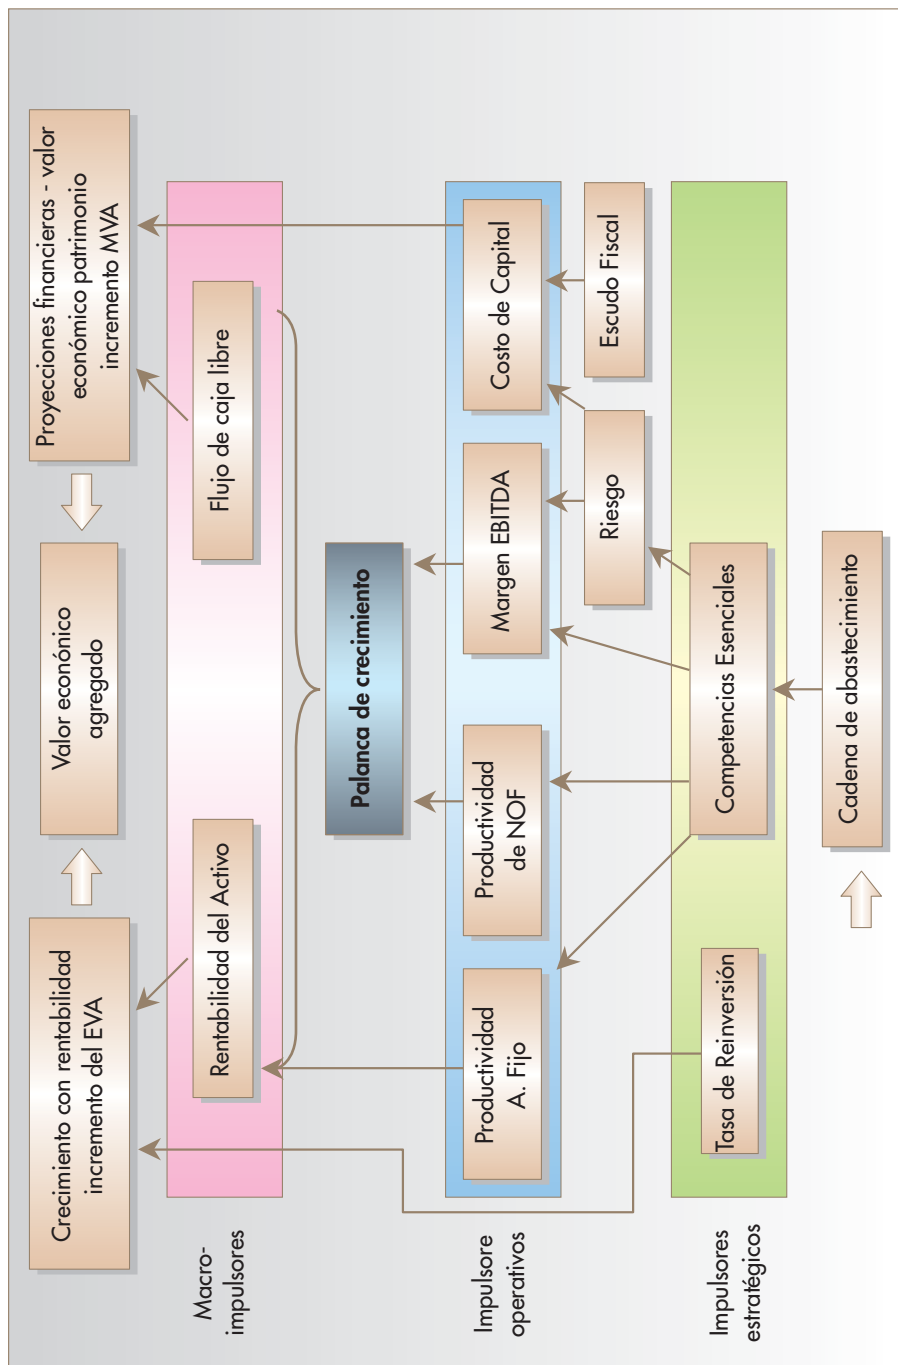 Crecimiento con rentabilidad
incremento del EVA
Valor económico
agregado
Proyecciones financieras - valor
económico patrimonio
incremento MVA
Macro-
impulsores
Rentabilidad del Activo
Flujo de caja libre
Palanca de crecimiento
Impulsore
operativos
Productividad
A. Fijo
Productividad
de NOF
Margen EBITDA
Costo de Capital
Riesgo
Escudo Fiscal
Impulsores
estratégicos
Tasa de Reinversión
Competencias Esenciales
Cadena de abastecimiento